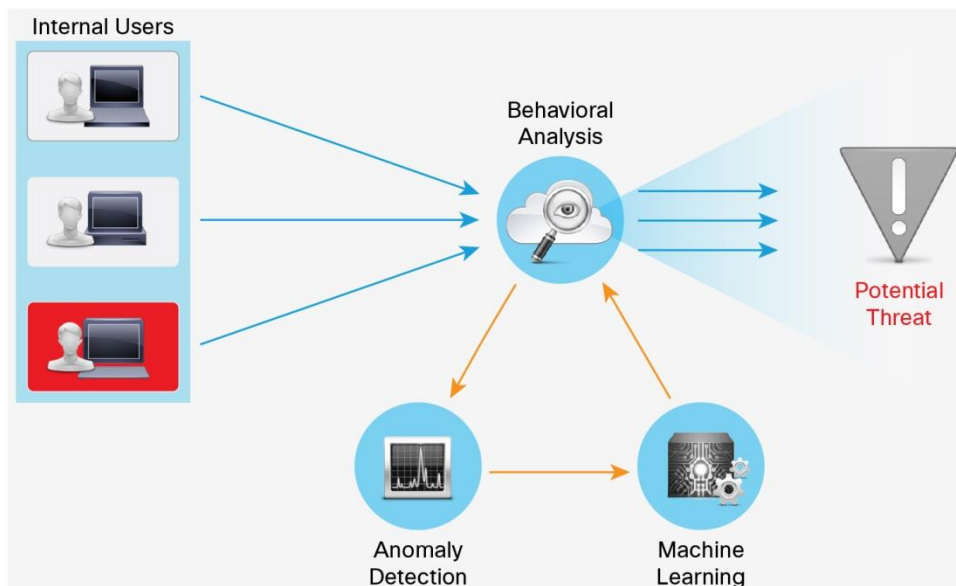 Internal Users
Behavioral
Analysis
Potential
Threat
Anomaly
Detection
Machine
Learning